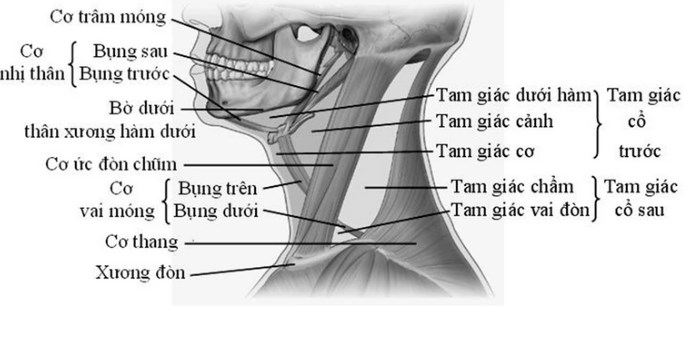 Cơ trâm móng
Cơ
nhị thân
Bụng sau
Bụng trước
Bờ dưới
thân xương hàm dưới
Cơ ức đòn chũm
Cơ
vai móng
Bụng trên
Bụng dưới
Cơ thang
Xương đòn
Tam giác dưới hàm
Tam giác cảnh
Tam giác cơ
Tam giác
cổ
trước
Tam giác chẩm
Tam giác vai đòn
Tam giác
cổ sau